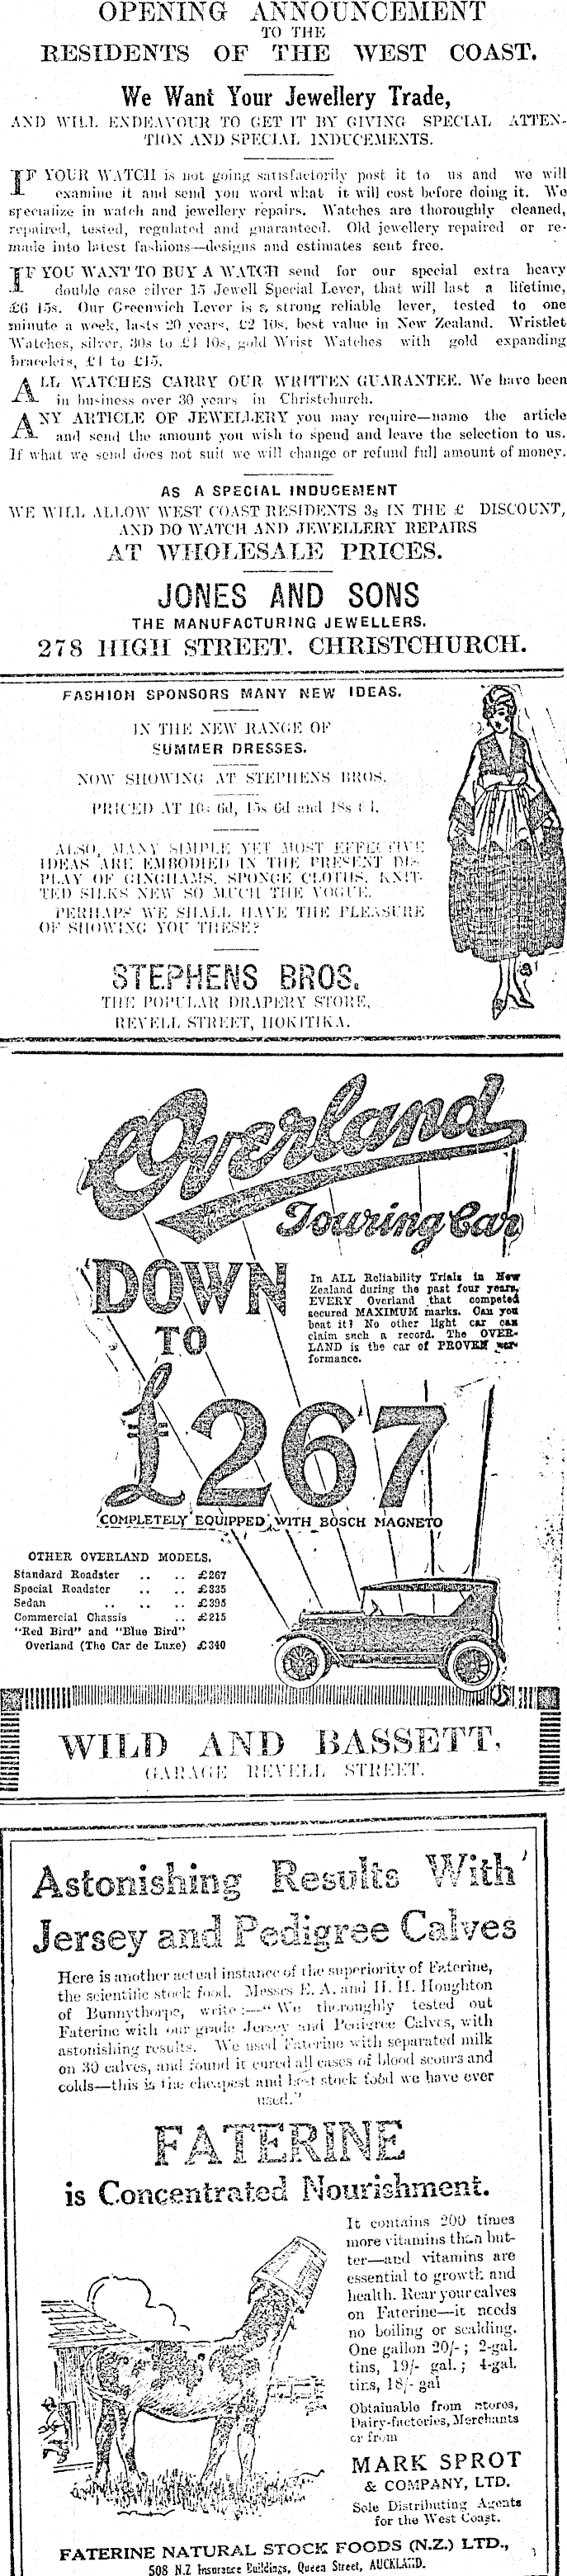 OPENING ANNOUNCEMENT
TO THE
RESIDENTS OF THE WEST COAST.
We Want Your Jewellery Trade,
AND WILL ENDEAVOUR TO GET IT BY GIVING SPECIAL ATTEN-
TION AND SPECIAL INDUCEMENTS.
IF YOUR WATCH is not going satisfactorily post it to us and we will
examine it and send you word what it will cost before doing it. We
specialize in watch and jewellery repairs. Watches are thoroughly cleaned,
repaired, tested, regulated and guaranteed. Old jewellery repaired or re-
made into latest fashions—designs and estimates sent free.
IF YOU WANT TO BUY A WATCH send for our special extra heavy
double case silver 15 Jewell Special Lever, that will last a lifetime,
£6 15s. Our Greenwich Lever is a strong reliable lever, tested to one
minute a week, lasts 20 years, £2 10s, best value in New Zealand. Wristlet
Watches, silver, 30s to £4 10s, gold Wrist Watches with gold expanding
bracelets, £4 to £15.
ALL WATCHES CARRY OUR WRITTEN GUARANTEE. We have been
in business over 30 years in Christchurch.
ANY ARTICLE OF JEWELLERY you may require—name the article
and send the amount you wish to spend and leave the selection to us.
If what we send does not suit we will change or refund full amount of money.
AS A SPECIAL INDUCEMENT
WE WILL ALLOW WEST COAST RESIDENTS 3s IN THE £ DISCOUNT,
AND DO WATCH AND JEWELLERY REPAIRS
AT WHOLESALE PRICES.
JONES AND SONS
THE MANUFACTURING JEWELLERS.
278 HIGH STREET. CHRISTCHURCH.
FASHION SPONSORS MANY NEW IDEAS.
IN THE NEW RANGE OF
SUMMER DRESSES.
NOW SHOWING AT STEPHENS BROS.
PRICED AT 10s 6d, 15s 6d and 18s
ALSO, MANY SIMPLE YET MOST EFFECTIVE
IDEAS ARE EMBODIED IN THE PRESENT DIS-
PLAY OF GINGHAMS, SPONGE CLOTHS, KNIT-
TED SILKS NEW SO MUCH THE VOGUE.
PERHAPS WE SHALL HAVE THE PLEASURE
OF SHOWING YOU THESE?
STEPHENS BROS.
THE POPULAR DRAPERY STORE,
REVELL STREET, HOKITIKA.
Overland
Touring Car
DOWN
TO
£267
In ALL Reliability Trials in New
Zealand during the past four years,
EVERY Overland that competed
secured MAXIMUM marks. Can you
beat it? No other light car can
claim such a record. The OVER-
LAND is the car of PROVEN per-
formance.
COMPLETELY EQUIPPED WITH BOSCH MAGNETO
OTHER OVERLAND MODELS.
Standard Roadster .. .. £267
Special Roadster .. .. £335
Sedan .. .. .. £395
Commercial Chassis .. £215
"Red Bird" and "Blue Bird"
Overland (The Car de Luxe) £340
WILD AND BASSETT,
GARAGE REVELL STREET.
Astonishing Results With
Jersey and Pedigree Calves
Here is another actual instance of the superiority of Faterine,
the scientific stock food. Messrs E. A. and H. H. Houghton
of Bunnythorpe, write:—"We thoroughly tested out
Faterine with our grade Jersey and Pedigree Calves, with
astonishing results. We used Faterine with separated milk
on 30 calves, and found it cured all cases of blood scours and
colds—this is the cheapest and best stock food we have ever
used."
FATERINE
is Concentrated Nourishment.
It contains 200 times
more vitamins than but-
ter—and vitamins are
essential to growth and
health. Rear your calves
on Faterine—it needs
no boiling or scalding.
One gallon 20/-; 2-gal.
tins, 19/- gal.; 4-gal.
tins, 18/- gal
Obtainable from stores,
Dairy-factories, Merchants
or from
MARK SPROT
& COMPANY, LTD.
Sole Distributing Agents
for the West Coast.
FATERINE NATURAL STOCK FOODS (N.Z.) LTD.,
508 N.Z Insurance Buildings, Queen Street, AUCKLAND.